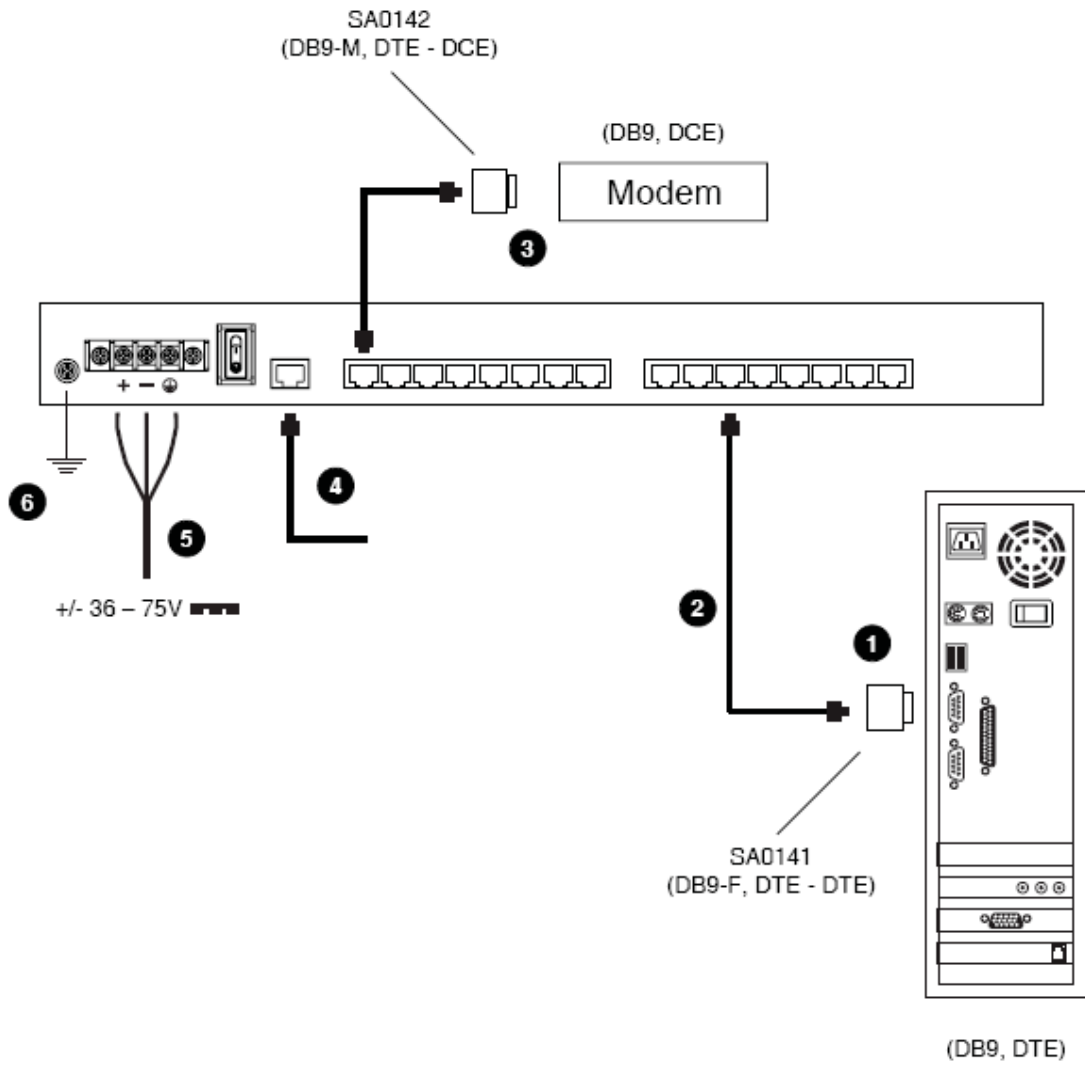 SA0142
(DB9-M, DTE - DCE)
(DB9, DCE)
Modem
3
+ −
6
4
5
+/- 36 – 75V
2
1
SA0141
(DB9-F, DTE - DTE)
(DB9, DTE)